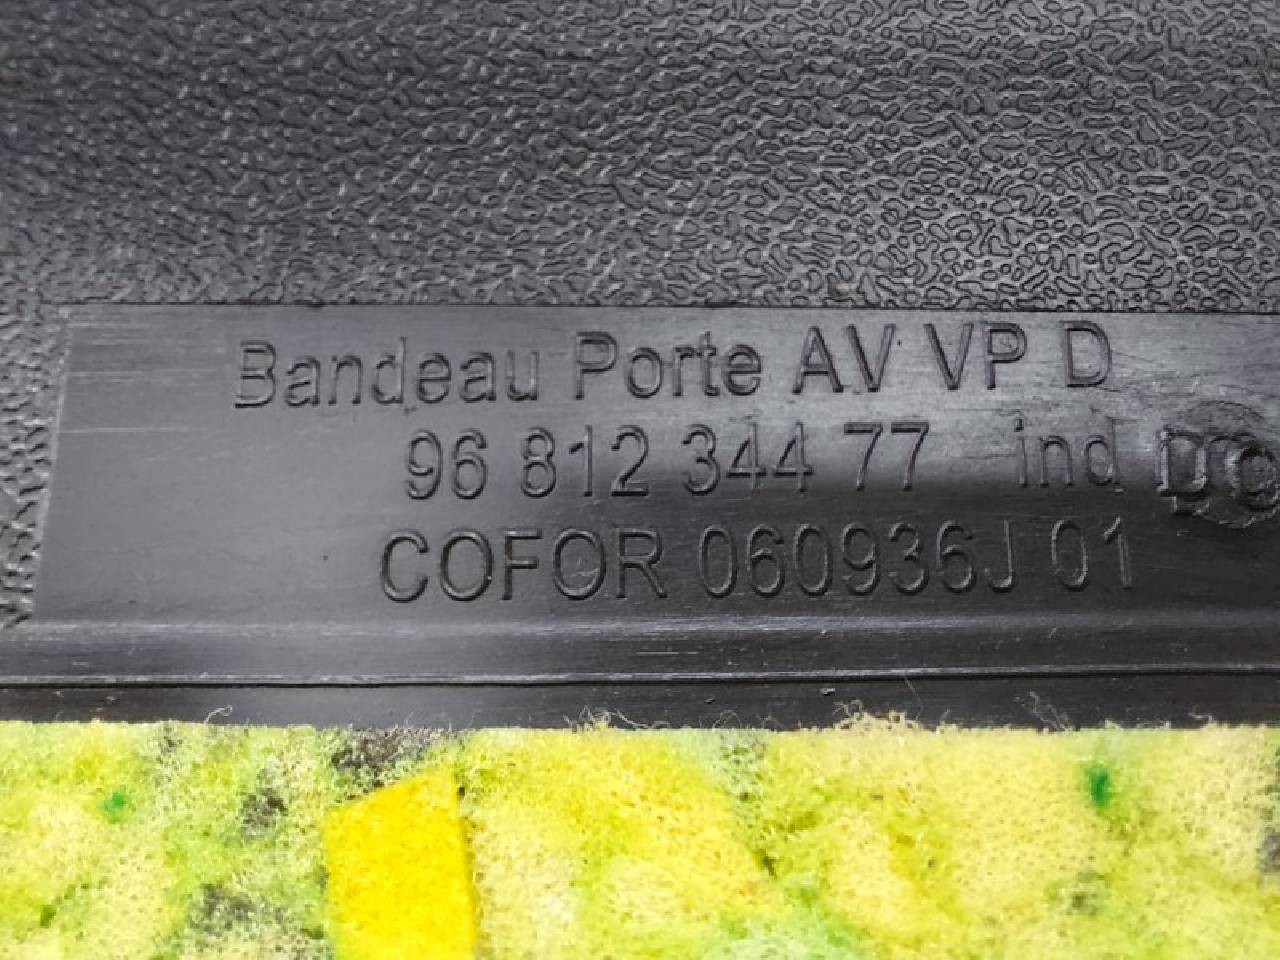 Bandeau Porte AV VP D
96 812 344 77 ind
COFOR 060936J 01